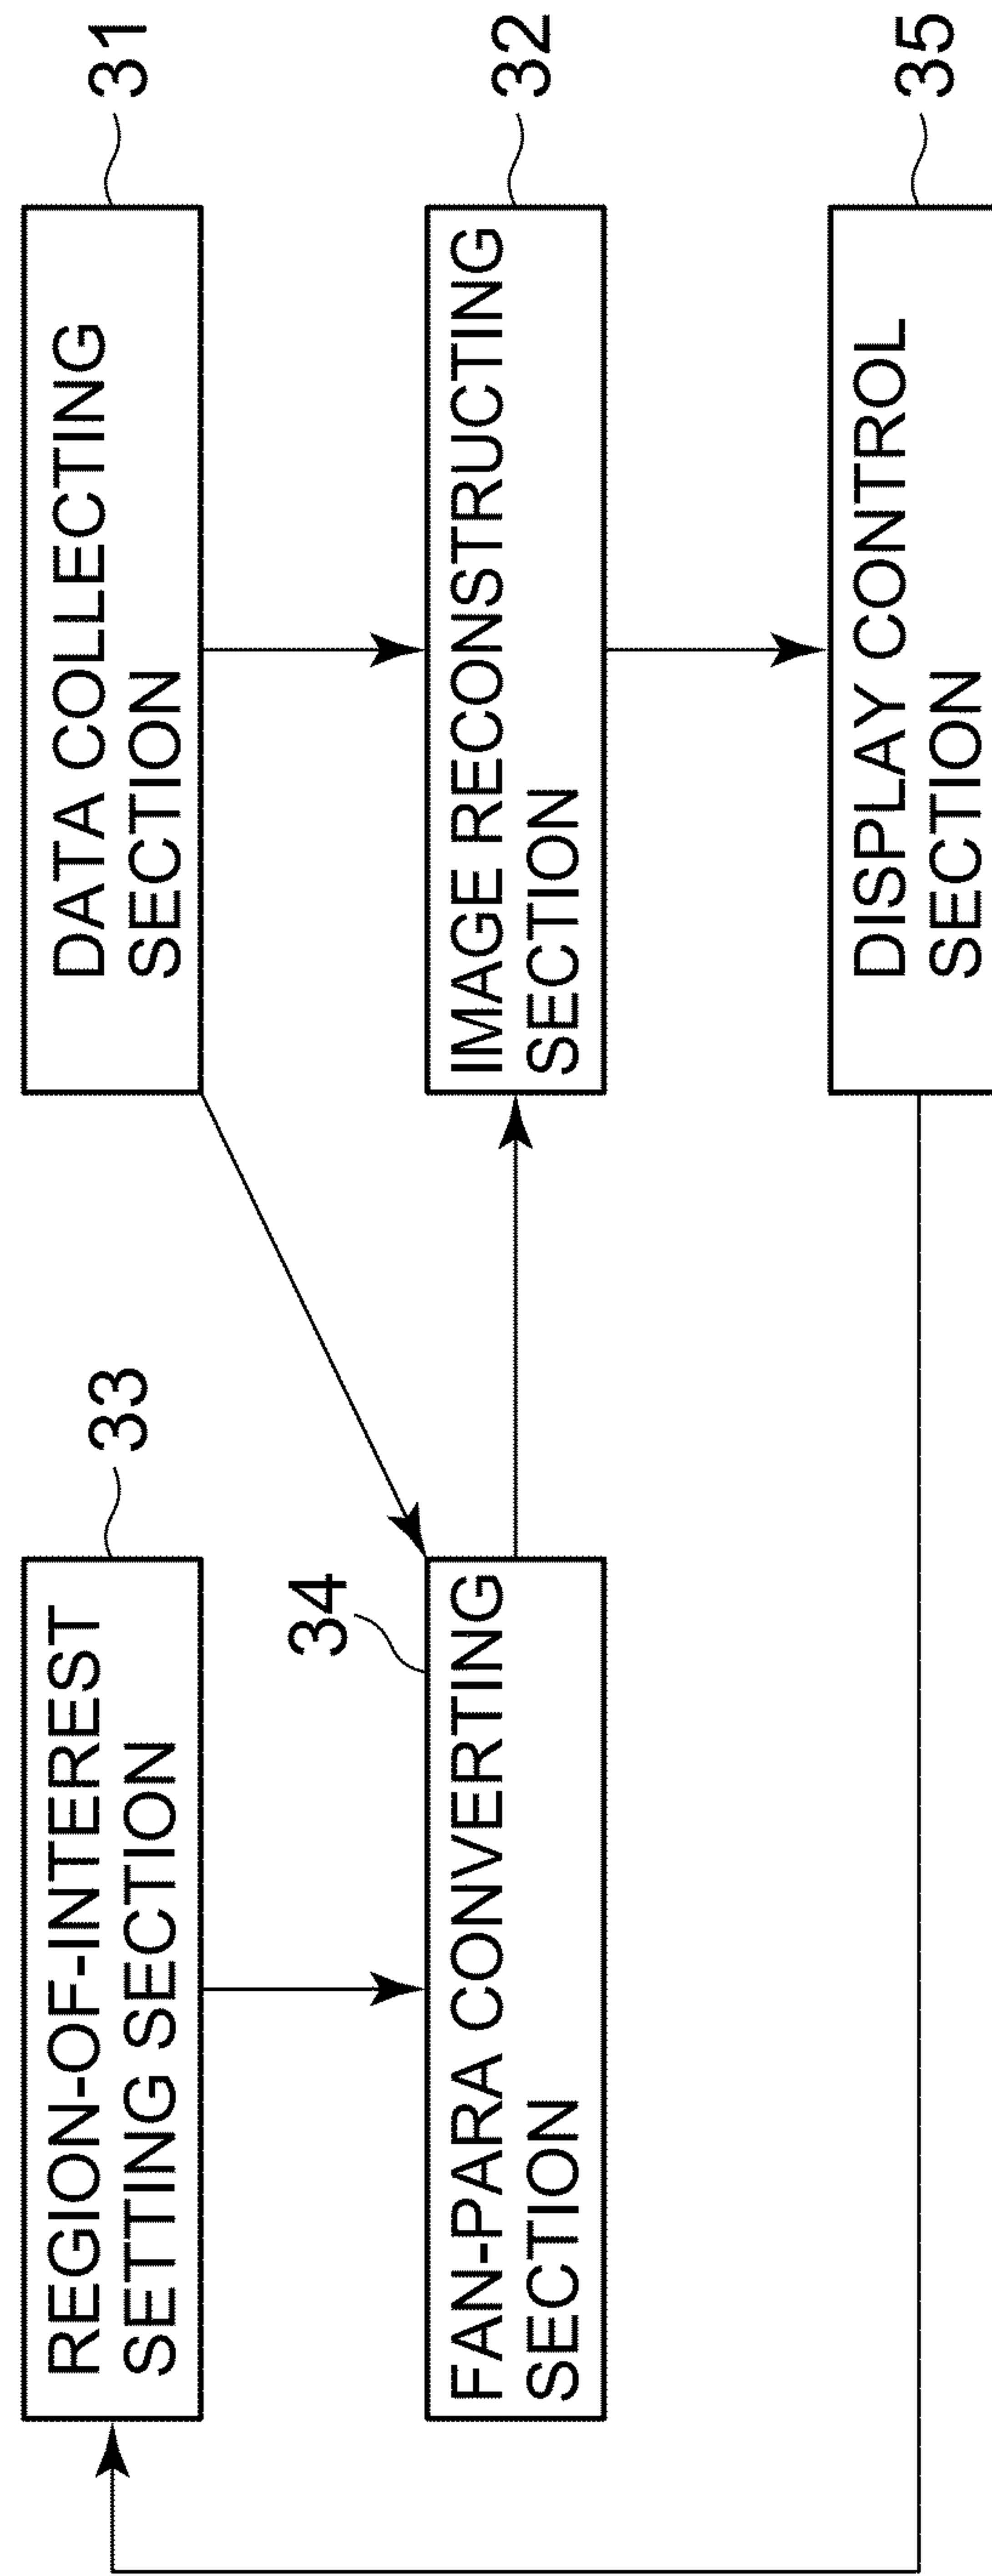 REGION-OF-INTEREST
SETTING SECTION
33
DATA COLLECTING
SECTION
31
34
FAN-PARA CONVERTING
SECTION
IMAGE RECONSTRUCTING
SECTION
32
DISPLAY CONTROL
SECTION
35